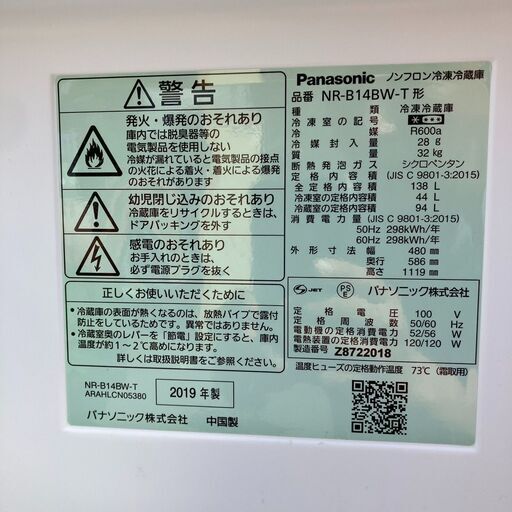 警告
発火・爆発のおそれあり
庫内では脱臭器等の
電気製品を使用しない
冷媒が漏れていると電気製品の接点
の火花による着火・着火による爆発
のおそれあり
幼児閉じ込みのおそれあり
冷蔵庫をリサイクルするときは、
ドアパッキングを外す
感電のおそれあり
お手入れのときは、
必ず電源プラグを抜く
正しくお使いいただくために
•冷蔵庫の表面が熱くなるのは、放熱パイプで露付
防止をしているためです。異常ではありません。
•冷蔵室奥のレバーを「節電」設定にすると、庫内
温度が約1~2℃高めになります。
詳しくは取扱説明書をご参照ください。
NR-B14BW-T
ARAHLCN05380
2019 年製
パナソニック株式会社 中国製
Panasonic ノンフロン冷凍冷蔵庫
品番 NR-B14BW-T 形
種類 冷凍冷蔵庫
冷凍室の記号
冷媒 R600a
冷媒封入量 28 g
質量 32 kg
断熱発泡ガス シクロペンタン
定格内容積 (JIS C 9801-3:2015)
全定格内容積 138 L
冷凍室の定格内容積 44 L
冷蔵室の定格内容積 94 L
消費電力量 (JIS C 9801-3:2015)
50Hz 298kWh/年
60Hz 298kWh/年
外形寸法 幅 480 mm
奥行 586 mm
高さ 1119 mm
JET PSE パナソニック株式会社
定格電圧 100 V
定格周波数 50/60 Hz
電動機の定格消費電力 52/56 W
電熱装置の定格消費電力 120/120 W
製造番号 Z8722018
温度ヒューズの定格動作温度 73℃ (霜取用)